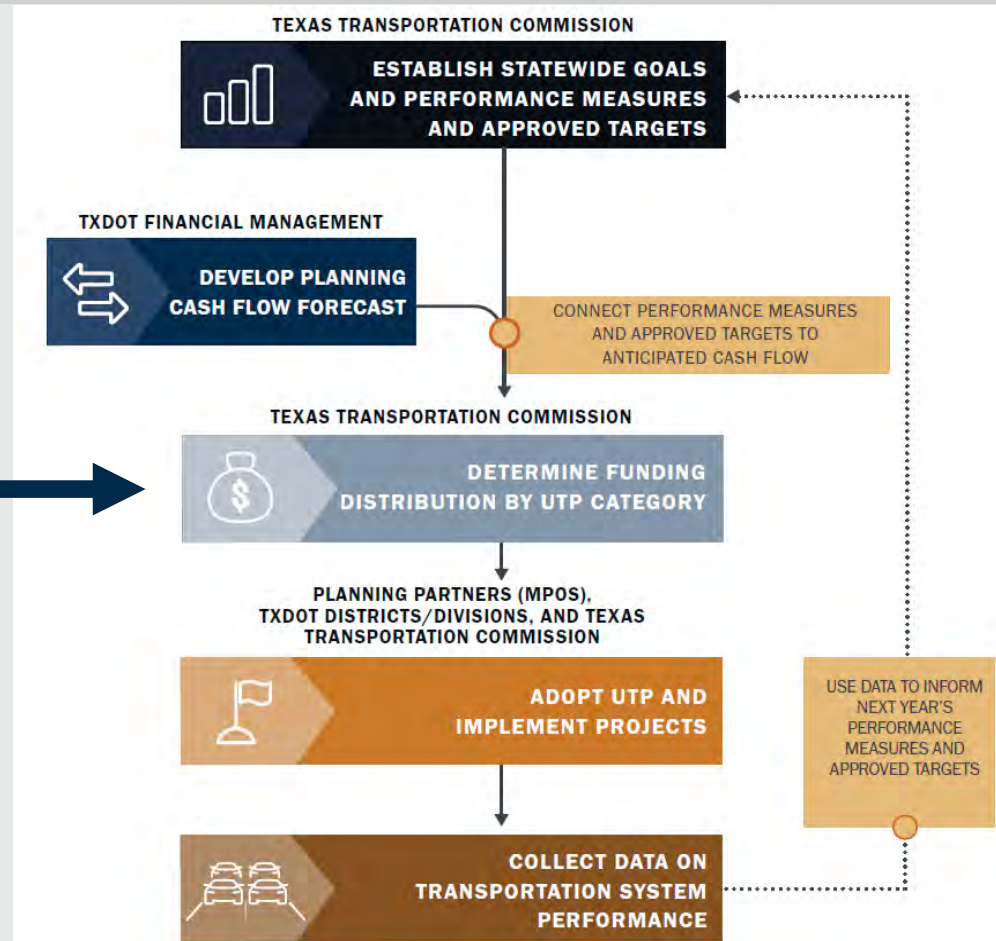 TEXAS TRANSPORTATION COMMISSION
ESTABLISH STATEWIDE GOALS
AND PERFORMANCE MEASURES
AND APPROVED TARGETS
TXDOT FINANCIAL MANAGEMENT
DEVELOP PLANNING
CASH FLOW FORECAST
CONNECT PERFORMANCE MEASURES
AND APPROVED TARGETS TO
ANTICIPATED CASH FLOW
TEXAS TRANSPORTATION COMMISSION
$
DETERMINE FUNDING
DISTRIBUTION BY UTP CATEGORY
PLANNING PARTNERS (MPOS),
TXDOT DISTRICTS/DIVISIONS, AND TEXAS
TRANSPORTATION COMMISSION
ADOPT UTP AND
IMPLEMENT PROJECTS
USE DATA TO INFORM
NEXT YEAR'S
PERFORMANCE
MEASURES AND
APPROVED TARGETS
COLLECT DATA ON
TRANSPORTATION SYSTEM
PERFORMANCE